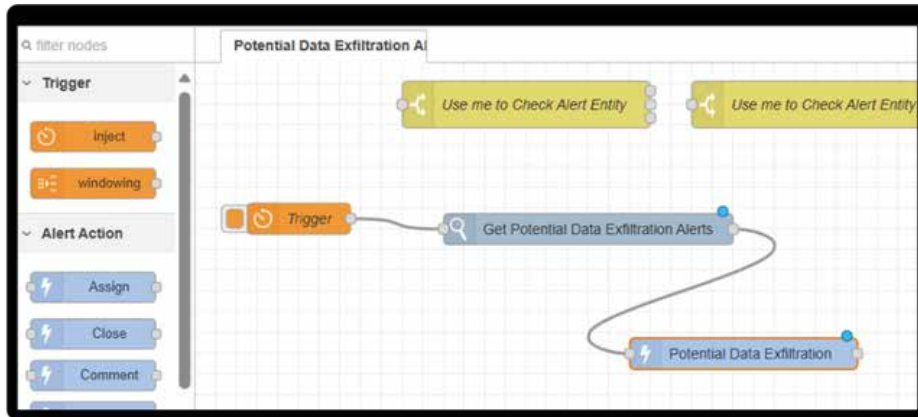 filter nodes
Potential Data Exfiltration Al
Trigger
Use me to Check Alert Entity
Use me to Check Alert Entity
inject
windowing
Trigger
Get Potential Data Exfiltration Alerts
Alert Action
Assign
Close
Potential Data Exfiltration
Comment